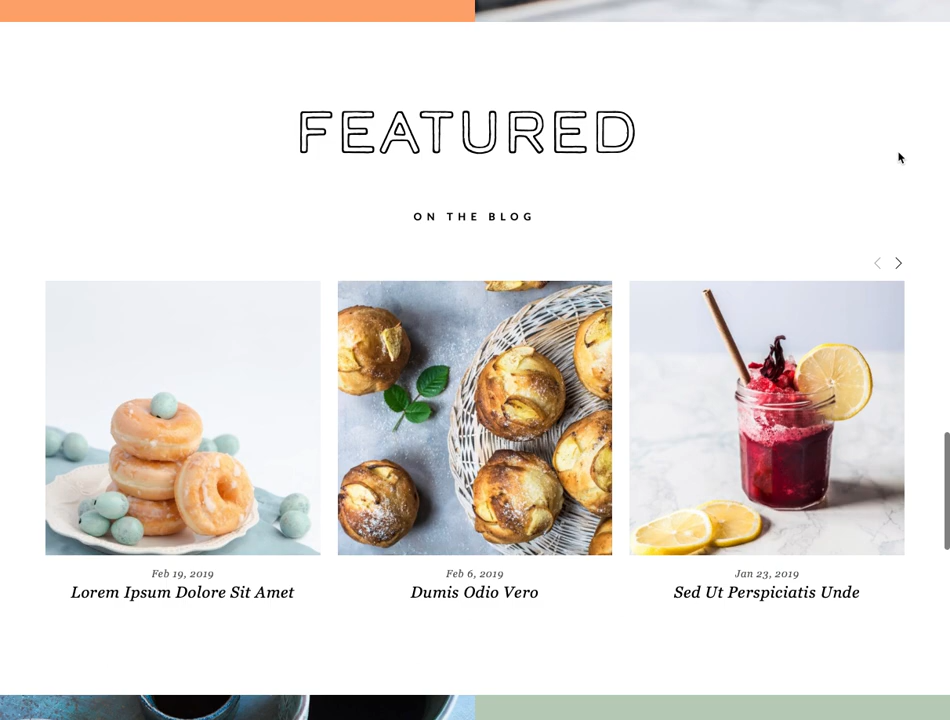 FEATURED
ON THE BLOG
Feb 19, 2019
Lorem Ipsum Dolore Sit Amet
Feb 6, 2019
Dumis Odio Vero
Jan 23, 2019
Sed Ut Perspiciatis Unde